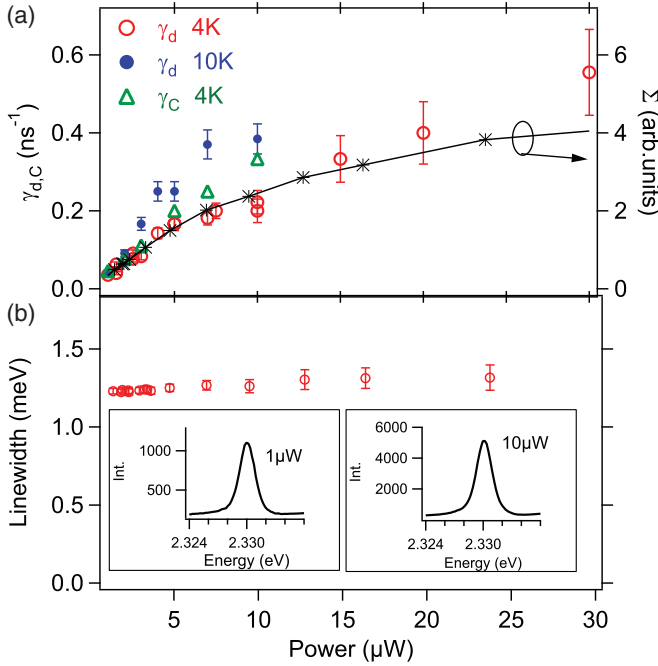 (a)
0.6
0.4
0.2
0.0
γd,C (ns-1)
γd 4K
γd 10K
γC 4K
6
4
2
0
Σ (arb.units)
(b)
1.5
1.0
0.5
0.0
Linewidth (meV)
1000
500
Int.
1µW
2.324 2.330
Energy (eV)
6000
4000
2000
Int.
10µW
2.324 2.330
Energy (eV)
5 10 15 20 25 30
Power (µW)